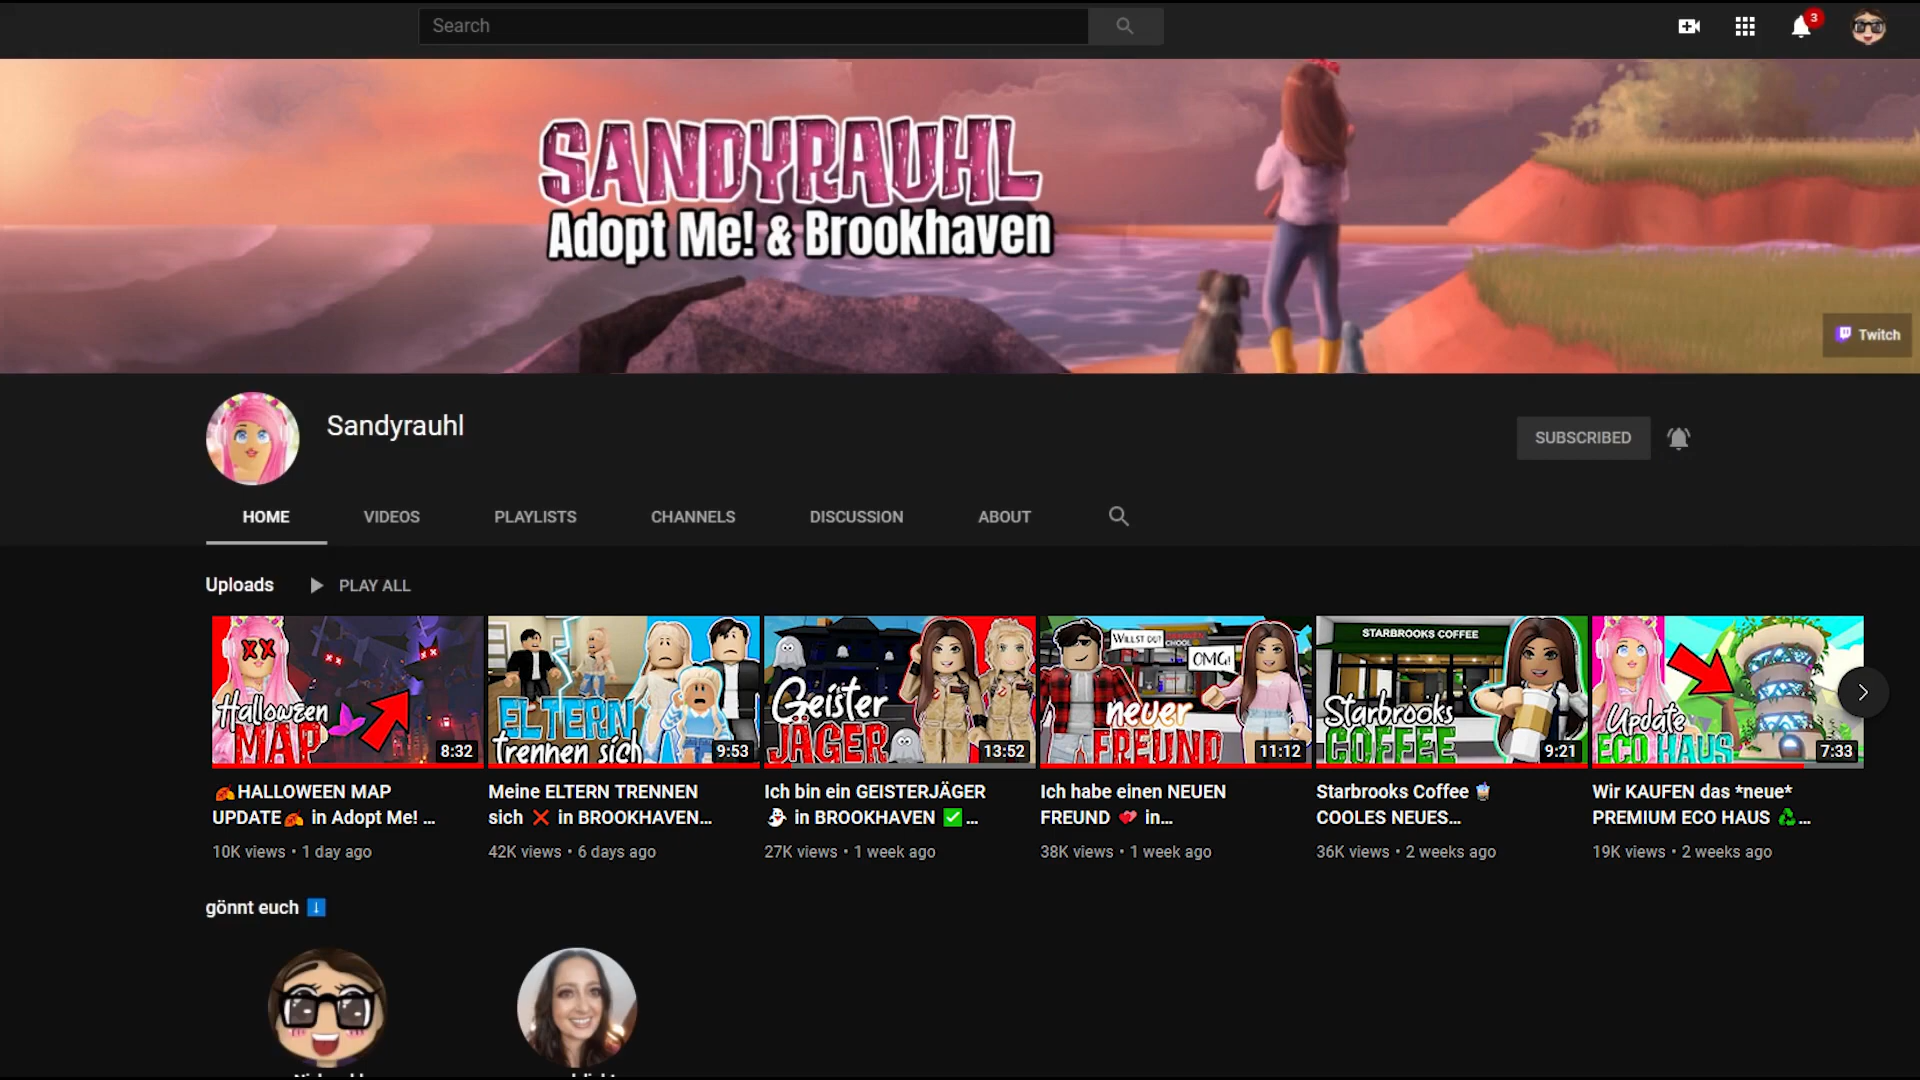 Search
3
SANDYRAUHL
Adopt Me! & Brookhaven
Twitch
Sandyrauhl
SUBSCRIBED
HOME VIDEOS PLAYLISTS CHANNELS DISCUSSION ABOUT
Uploads PLAY ALL
Halloween
MAP
8:32
ELTERN
trennen sich
9:53
Geister
JÄGER
13:52
WILLST DU?
OMG!
neuer
FREUND
11:12
STARBROOKS COFFEE
Starbrooks
COFFEE
9:21
Update
ECO HAUS
7:33
🍂HALLOWEEN MAP
UPDATE🍂 in Adopt Me! ...
10K views • 1 day ago
Meine ELTERN TRENNEN
sich ❌ in BROOKHAVEN...
42K views • 6 days ago
Ich bin ein GEISTERJÄGER
👻 in BROOKHAVEN ✅ ...
27K views • 1 week ago
Ich habe einen NEUEN
FREUND 💕 in...
38K views • 1 week ago
Starbrooks Coffee 🧋
COOLES NEUES...
36K views • 2 weeks ago
Wir KAUFEN das *neue*
PREMIUM ECO HAUS ♻...
19K views • 2 weeks ago
gönnt euch ⬇